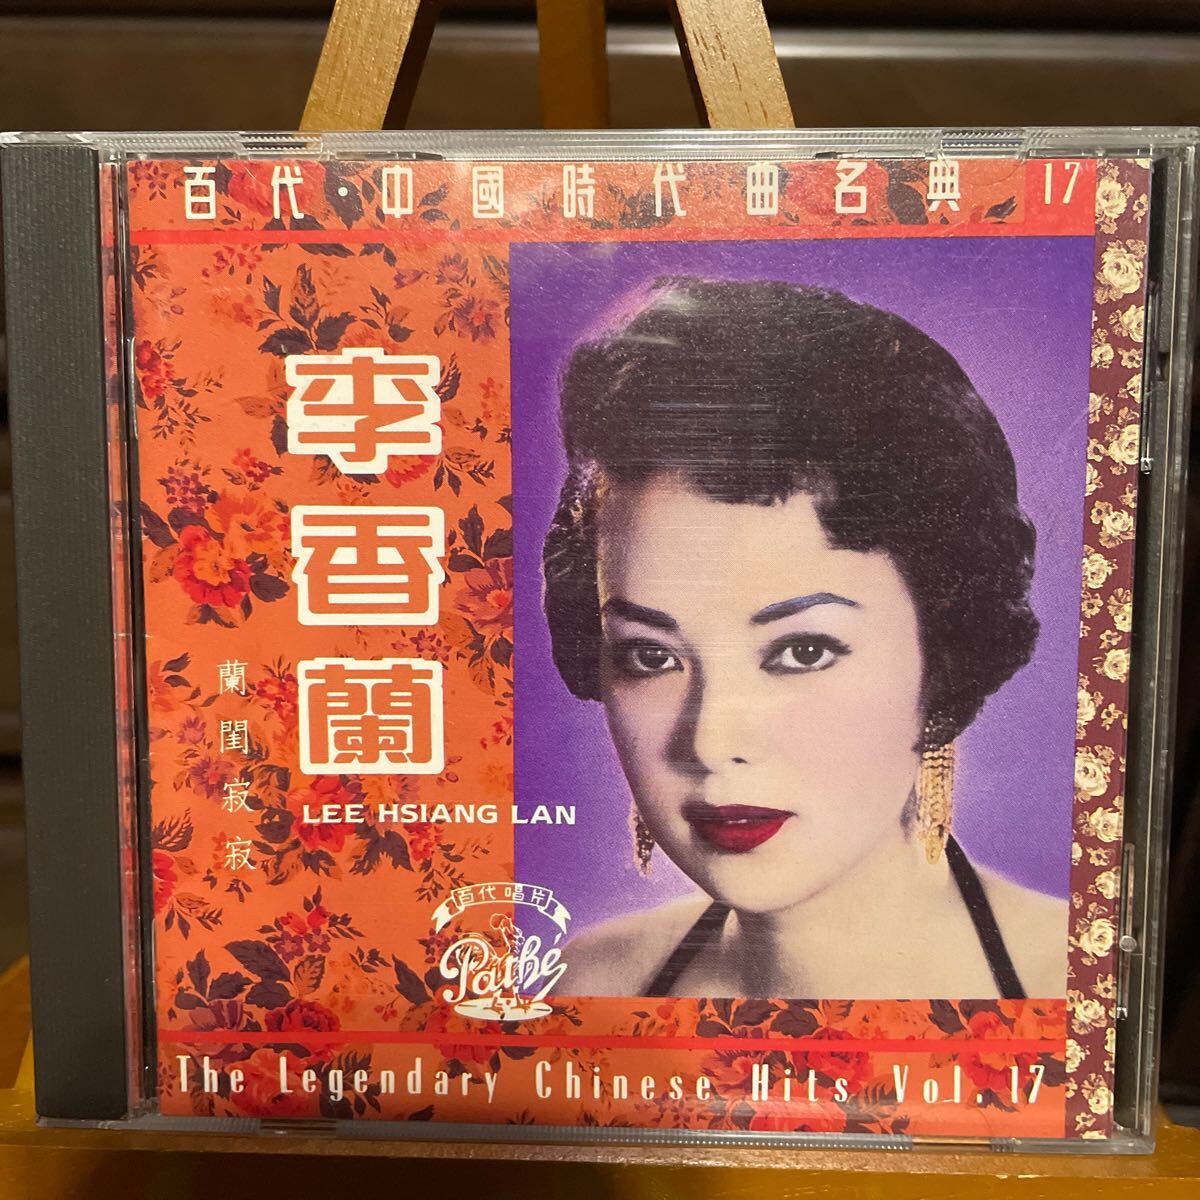 百代·中國時代曲名典 17
李香蘭
蘭閨寂寂
LEE HSIANG LAN
百代唱片
Pathé
The Legendary Chinese Hits Vol. 17